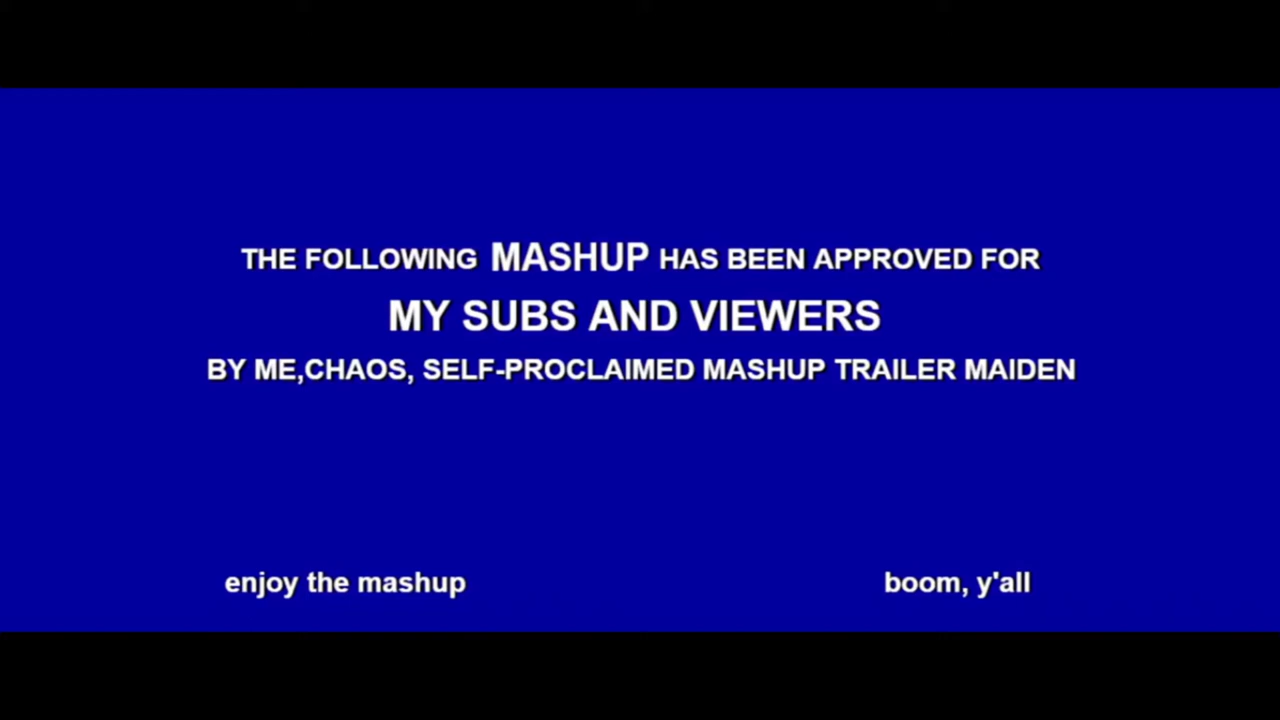 THE FOLLOWING MASHUP HAS BEEN APPROVED FOR
MY SUBS AND VIEWERS
BY ME,CHAOS, SELF-PROCLAIMED MASHUP TRAILER MAIDEN
enjoy the mashup
boom, y'all